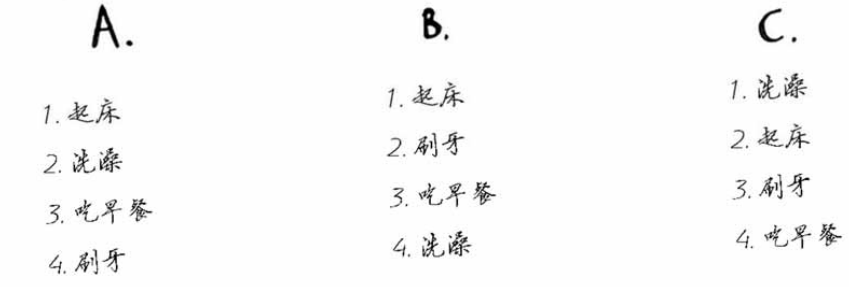 A.
1. 起床
2. 洗澡
3. 吃早餐
4. 刷牙
B.
1. 起床
2. 刷牙
3. 吃早餐
4. 洗澡
C.
1. 洗澡
2. 起床
3. 刷牙
4. 吃早餐